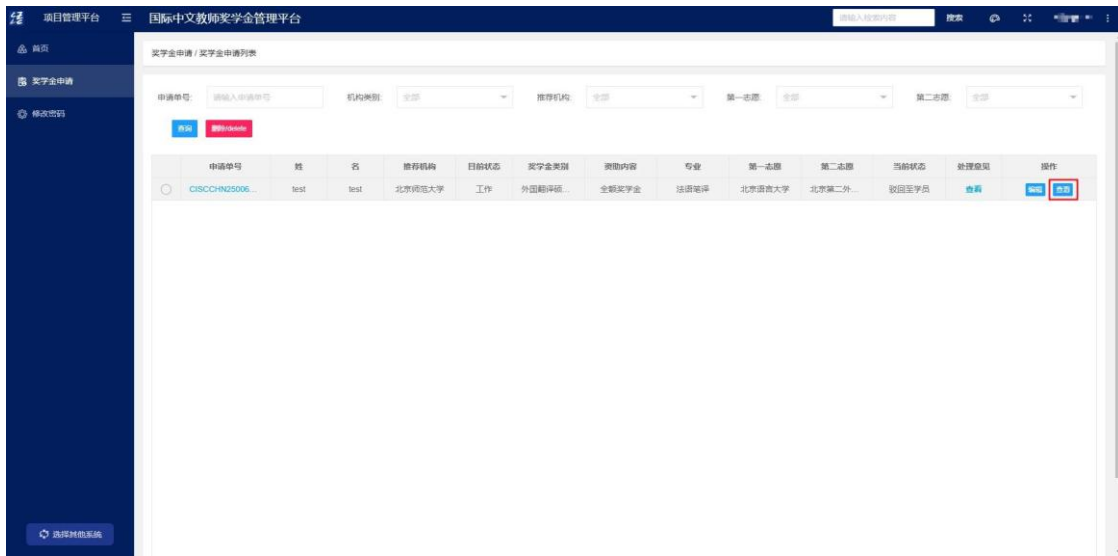 项目管理平台
国际中文教师奖学金管理平台
请输入检索内容
搜索
首页
奖学金申请 / 奖学金申请列表
奖学金申请
申请单号: 请输入申请单号
机构类别: 全部
推荐机构: 全部
第一志愿: 全部
第二志愿: 全部
修改密码
查询 删除/delete
申请单号 姓 名 推荐机构 目前状态 奖学金类别 资助内容 专业 第一志愿 第二志愿 当前状态 处理意见 操作
CISCCHN25006... test test 北京师范大学 工作 外国翻译硕... 全额奖学金 法语笔译 北京语言大学 北京第二外... 驳回至学员 查看 编辑 查看
选择其他系统